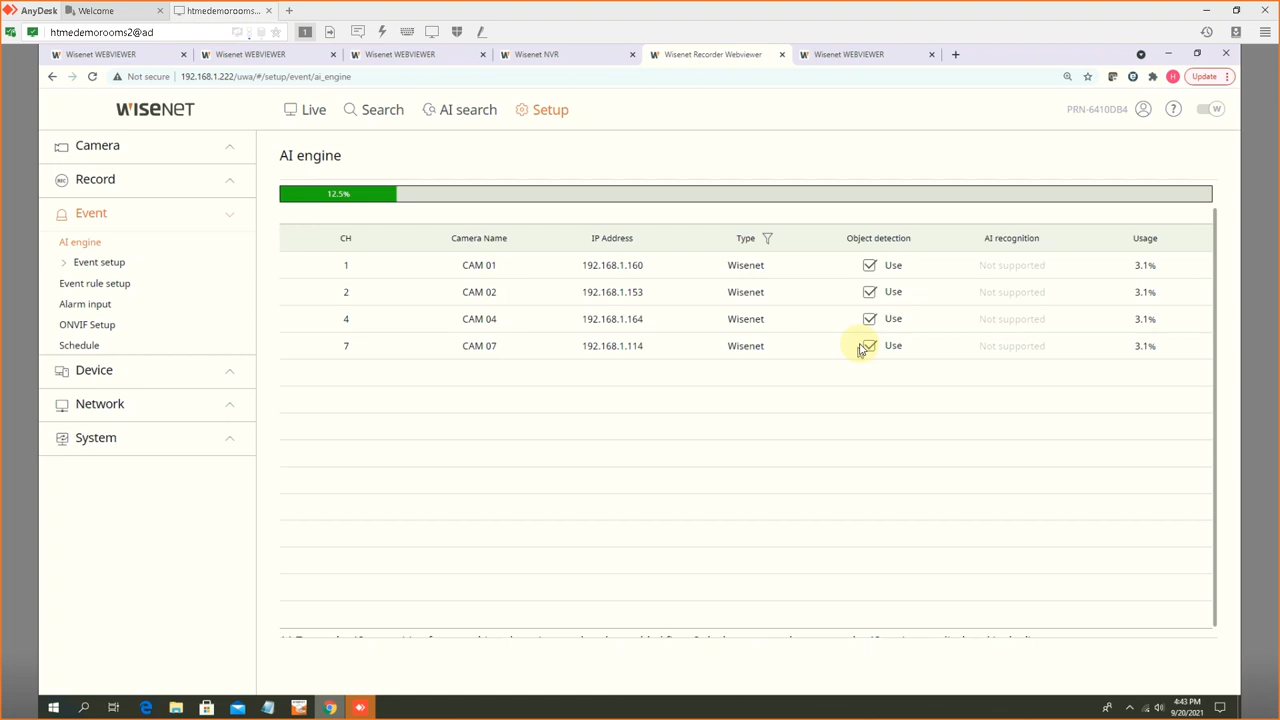 AnyDesk
Welcome
htmedemorooms...
htmedemorooms2@ad
1
Wisenet WEBVIEWER
Wisenet WEBVIEWER
Wisenet WEBVIEWER
Wisenet NVR
Wisenet Recorder Webviewer
Wisenet WEBVIEWER
Not secure
192.168.1.222/uwa/#/setup/event/ai_engine
H
Update
WISENET
Live
Search
AI search
Setup
PRN-6410DB4
W
Camera
REC
Record
Event
AI engine
Event setup
Event rule setup
Alarm input
ONVIF Setup
Schedule
Device
Network
System
AI engine
12.5%
CH Camera Name IP Address Type Object detection AI recognition Usage
1 CAM 01 192.168.1.160 Wisenet Use Not supported 3.1%
2 CAM 02 192.168.1.153 Wisenet Use Not supported 3.1%
4 CAM 04 192.168.1.164 Wisenet Use Not supported 3.1%
7 CAM 07 192.168.1.114 Wisenet Use Not supported 3.1%
4:43 PM
9/20/2021